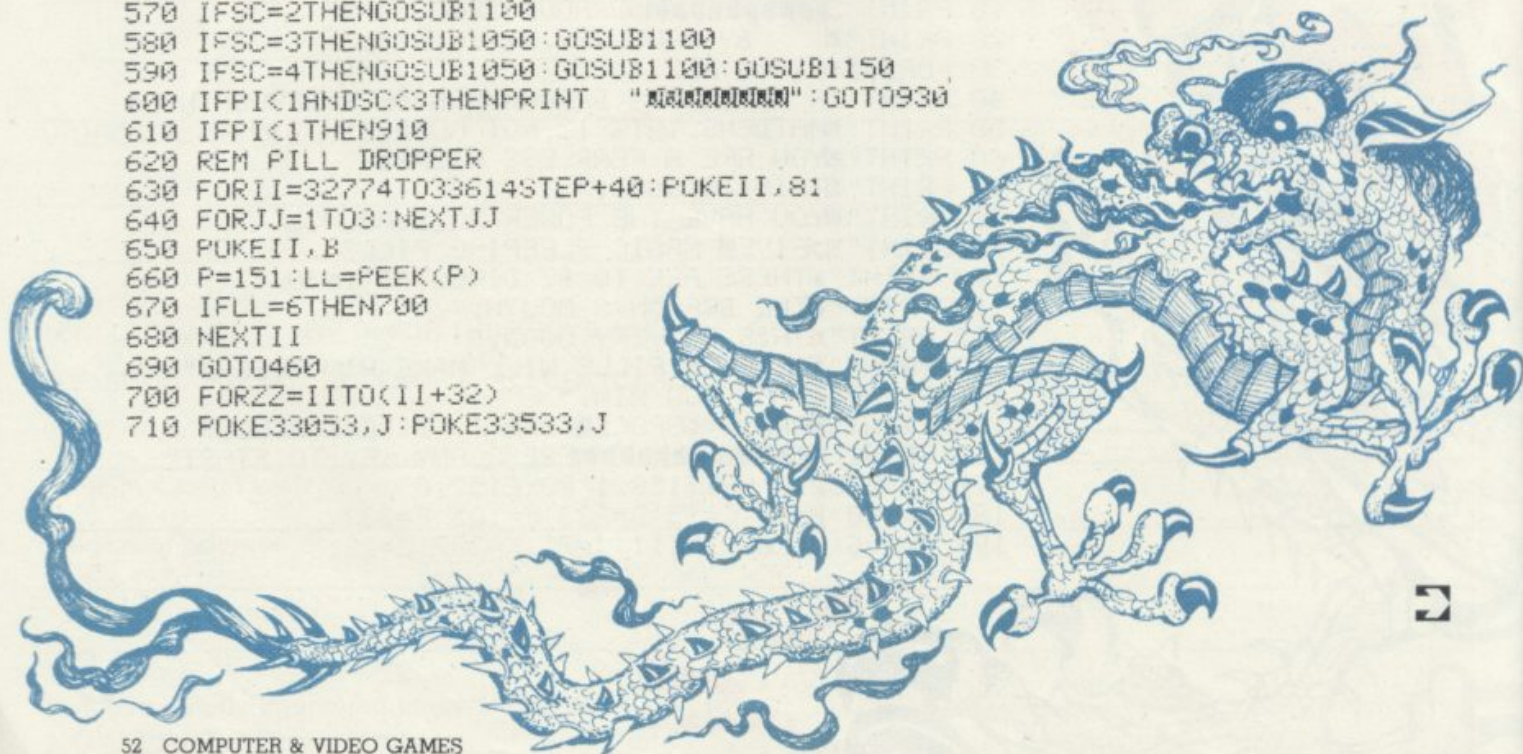 570 IFSC=2THENGOSUB1100
580 IFSC=3THENGOSUB1050:GOSUB1100
590 IFSC=4THENGOSUB1050:GOSUB1100:GOSUB1150
600 IFPI<1ANDSC<3THENPRINT "":GOTO930
610 IFPI<1THEN910
620 REM PILL DROPPER
630 FORII=32774TO33614STEP+40:POKEII,81
640 FORJJ=1TO3:NEXTJJ
650 POKEII,B
660 P=151:LL=PEEK(P)
670 IFLL=6THEN700
680 NEXTII
690 GOTO460
700 FORZZ=IITO(II+32)
710 POKE33053,J:POKE33533,J
52 COMPUTER & VIDEO GAMES